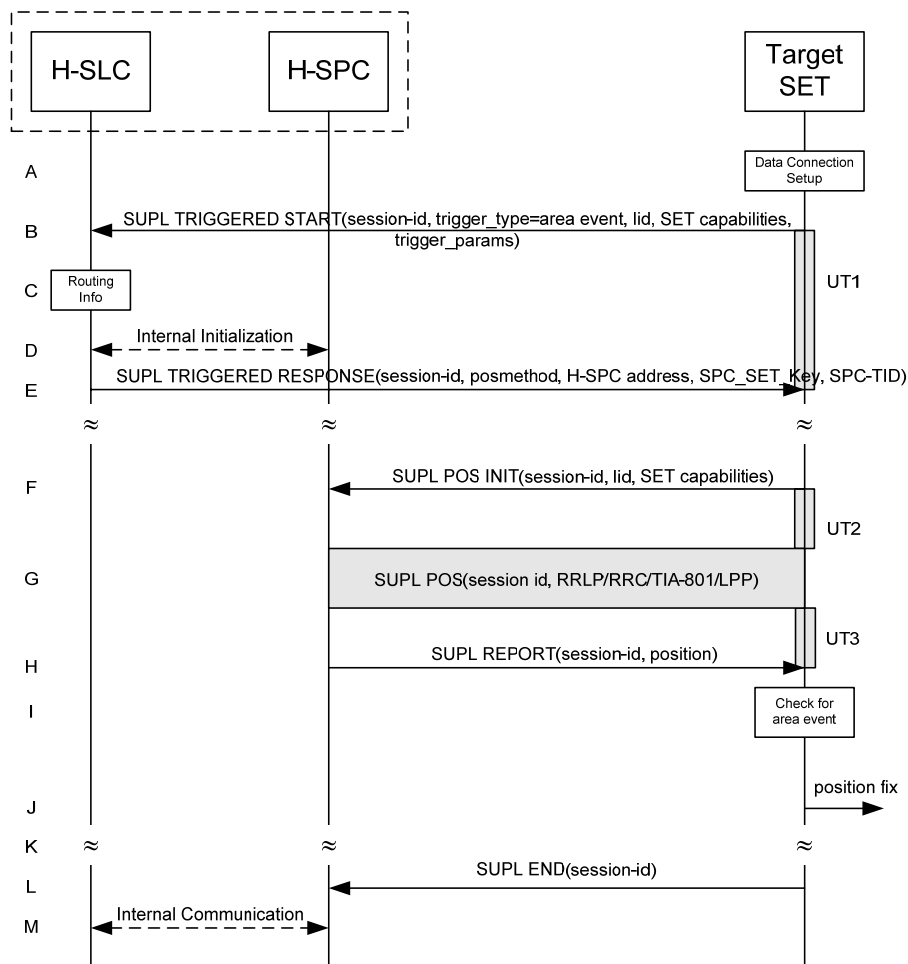 H-SLC
H-SPC
Target
SET
A
Data Connection
Setup
B
SUPL TRIGGERED START(session-id, trigger_type=area event, lid, SET capabilities,
trigger_params)
C
Routing
Info
UT1
D
Internal Initialization
E
SUPL TRIGGERED RESPONSE(session-id, posmethod, H-SPC address, SPC_SET_Key, SPC-TID)
≈ ≈ ≈
F
SUPL POS INIT(session-id, lid, SET capabilities)
UT2
G
SUPL POS(session id, RRLP/RRC/TIA-801/LPP)
UT3
H
SUPL REPORT(session-id, position)
I
Check for
area event
position fix
J
K
≈ ≈ ≈
L
SUPL END(session-id)
M
Internal Communication